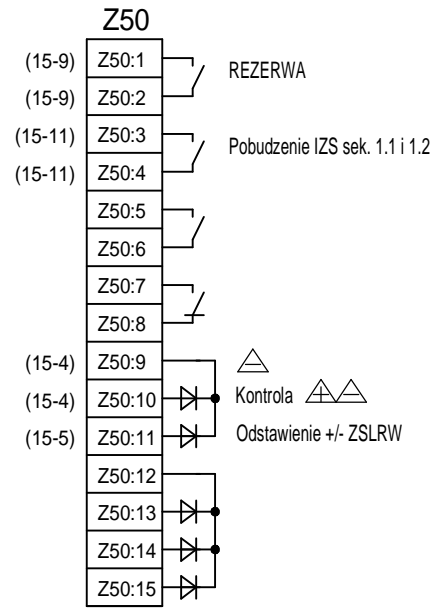 Z50
(15-9) Z50:1 REZERWA
(15-9) Z50:2
(15-11) Z50:3 Pobudzenie IZS sek. 1.1 i 1.2
(15-11) Z50:4
Z50:5
Z50:6
Z50:7
Z50:8
(15-4) Z50:9 −
(15-4) Z50:10 Kontrola + −
(15-5) Z50:11 Odstawienie +/- ZSLRW
Z50:12
Z50:13
Z50:14
Z50:15